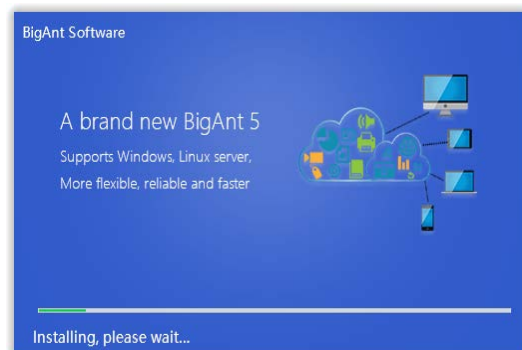 BigAnt Software
A brand new BigAnt 5
Supports Windows, Linux server,
More flexible, reliable and faster
Installing, please wait...